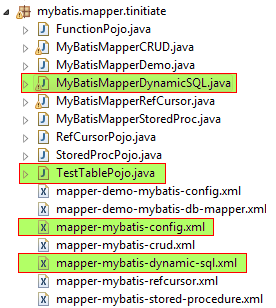 mybatis.mapper.tinitiate
FunctionPojo.java
MyBatisMapperCRUD.java
MyBatisMapperDemo.java
MyBatisMapperDynamicSQL.java
MyBatisMapperRefCursor.java
MyBatisMapperStoredProc.java
RefCursorPojo.java
StoredProcPojo.java
TestTablePojo.java
mapper-demo-mybatis-config.xml
mapper-demo-mybatis-db-mapper.xml
mapper-mybatis-config.xml
mapper-mybatis-crud.xml
mapper-mybatis-dynamic-sql.xml
mapper-mybatis-refcursor.xml
mapper-mybatis-stored-procedure.xml